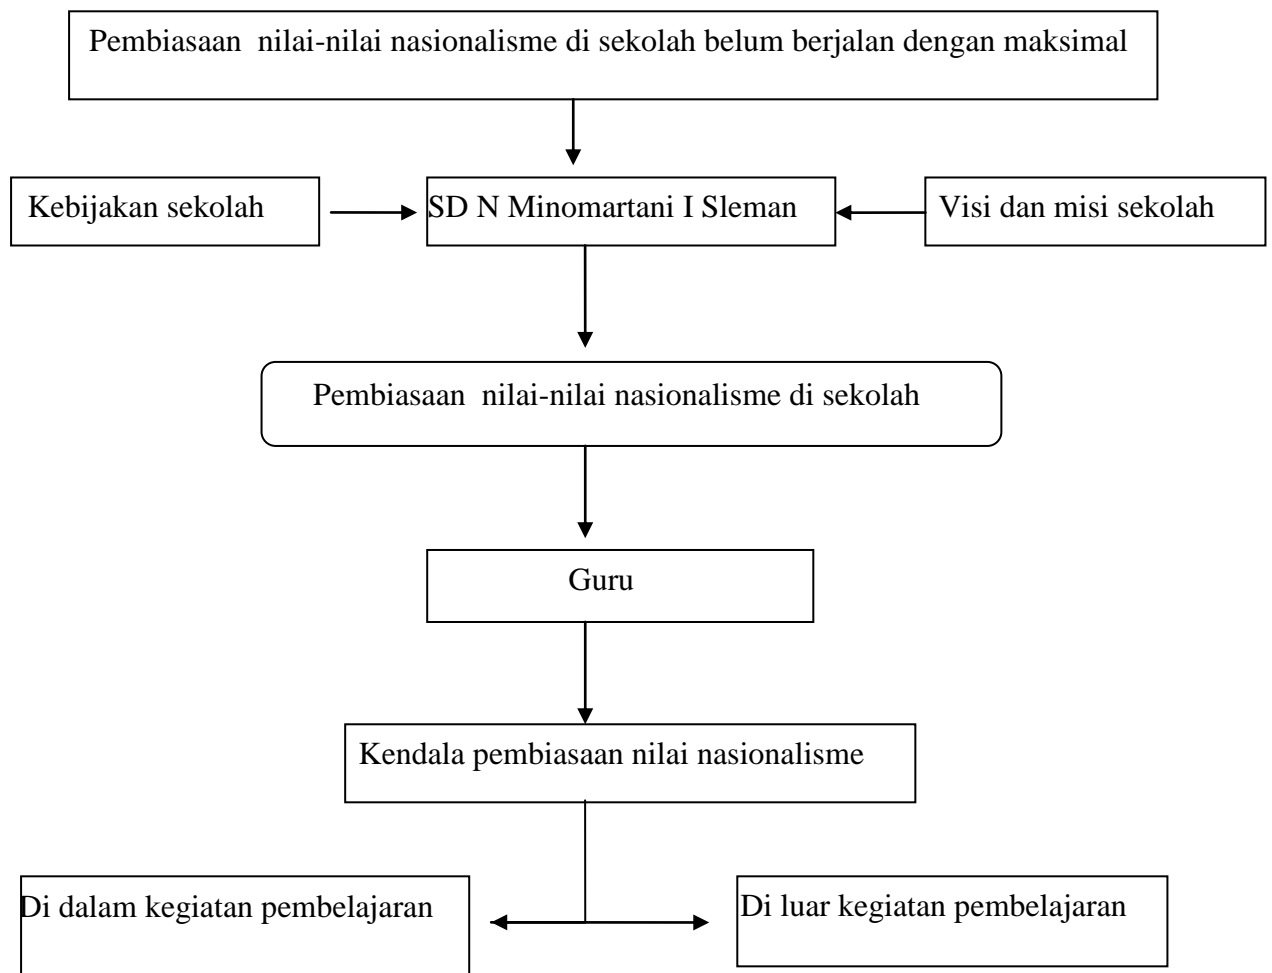 Pembiasaan nilai-nilai nasionalisme di sekolah belum berjalan dengan maksimal
Kebijakan sekolah
SD N Minomartani I Sleman
Visi dan misi sekolah
Pembiasaan nilai-nilai nasionalisme di sekolah
Guru
Kendala pembiasaan nilai nasionalisme
Di dalam kegiatan pembelajaran
Di luar kegiatan pembelajaran